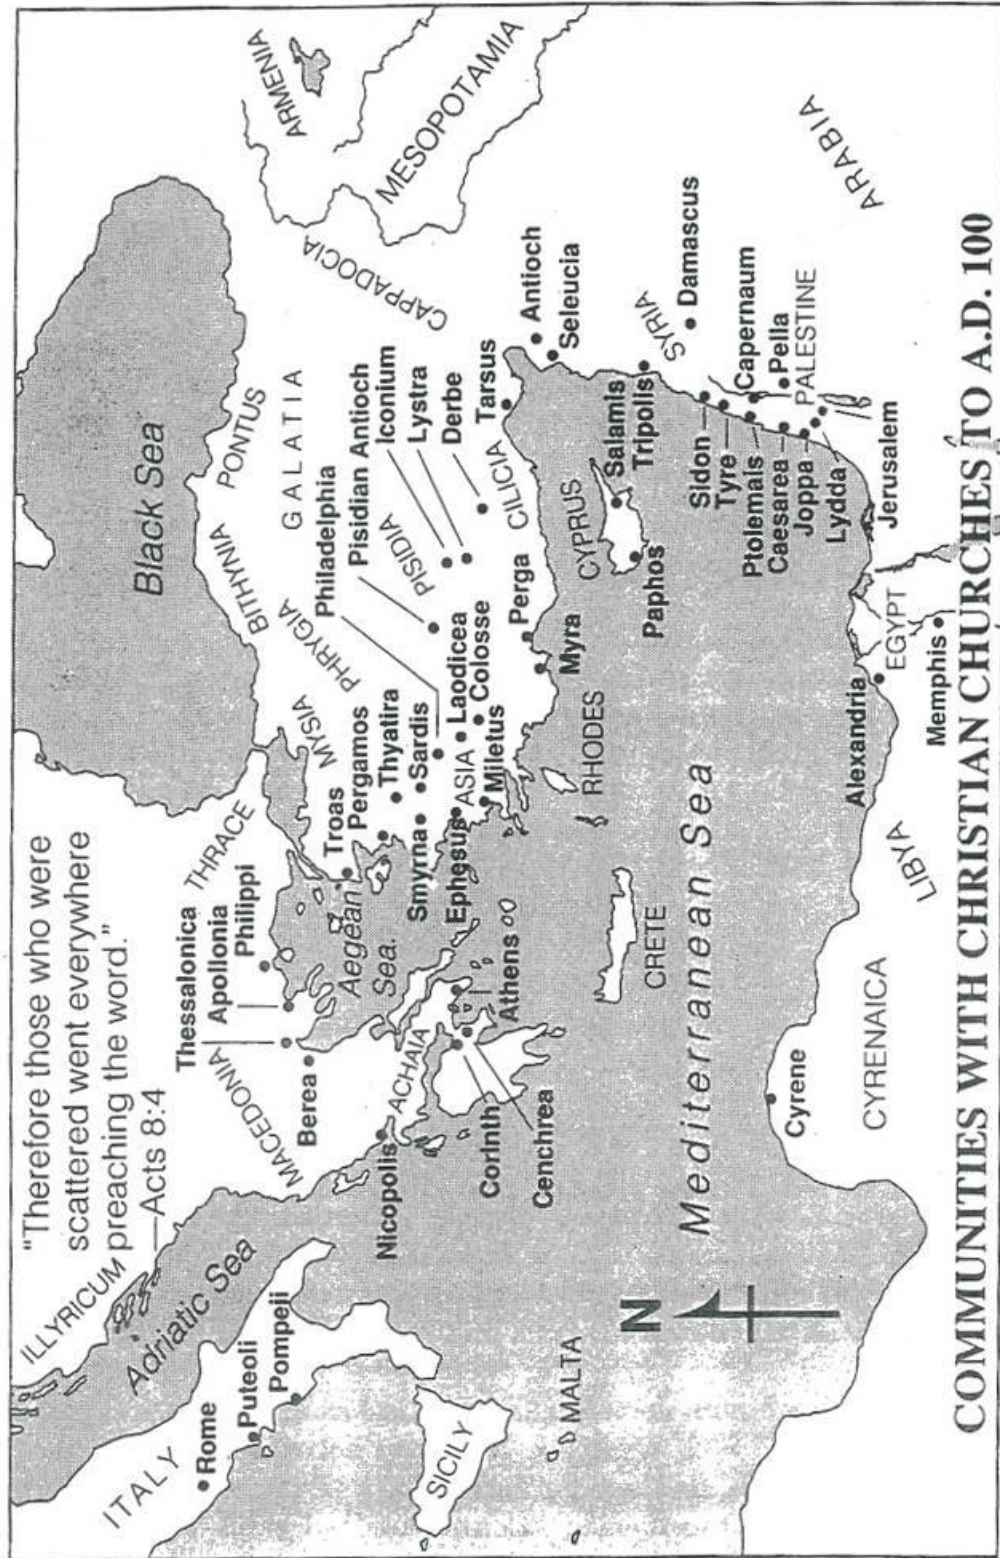 "Therefore those who were
scattered went everywhere
preaching the word."
—Acts 8:4
ILLYRICUM
Adriatic Sea
ITALY
Rome
Puteoli
Pompeji
SICILY
MALTA
MACEDONIA
Thessalonica
Apollonia
Philippi
Berea
THRACE
Nicopolis
ACHAIA
Corinth
Cenchrea
Athens
Aegean
Sea.
CRETE
Black Sea
BITHYNIA
PONTUS
GALATIA
CAPPADOCIA
ARMENIA
MESOPOTAMIA
MYSIA
PHRYGIA
Philadelphia
Pisidian Antioch
Iconium
Lystra
Derbe
Tarsus
PISIDIA
CILICIA
Troas
Pergamos
Thyatira
Sardis
Smyrna
Ephesus
ASIA
Laodicea
Colosse
Miletus
Perga
Myra
RHODES
CYPRUS
Salamis
Paphos
Antioch
Seleucia
SYRIA
Tripolis
Damascus
Sidon
Tyre
Ptolemais
Caesarea
Joppa
Lydda
Capernaum
Pella
PALESTINE
Jerusalem
ARABIA
Mediterranean Sea
N
Cyrene
CYRENAICA
LIBYA
Alexandria
EGYPT
Memphis
COMMUNITIES WITH CHRISTIAN CHURCHES TO A.D. 100